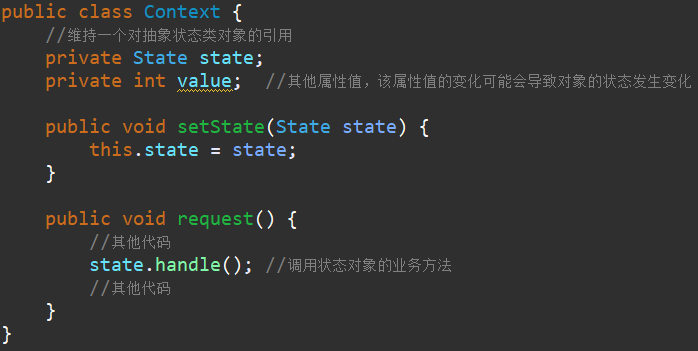 public class Context {
//维持一个对抽象状态类对象的引用
private State state;
private int value;  //其他属性值，该属性值的变化可能会导致对象的状态发生变化
public void setState(State state) {
this.state = state;
}
public void request() {
//其他代码
state.handle(); //调用状态对象的业务方法
//其他代码
}
}